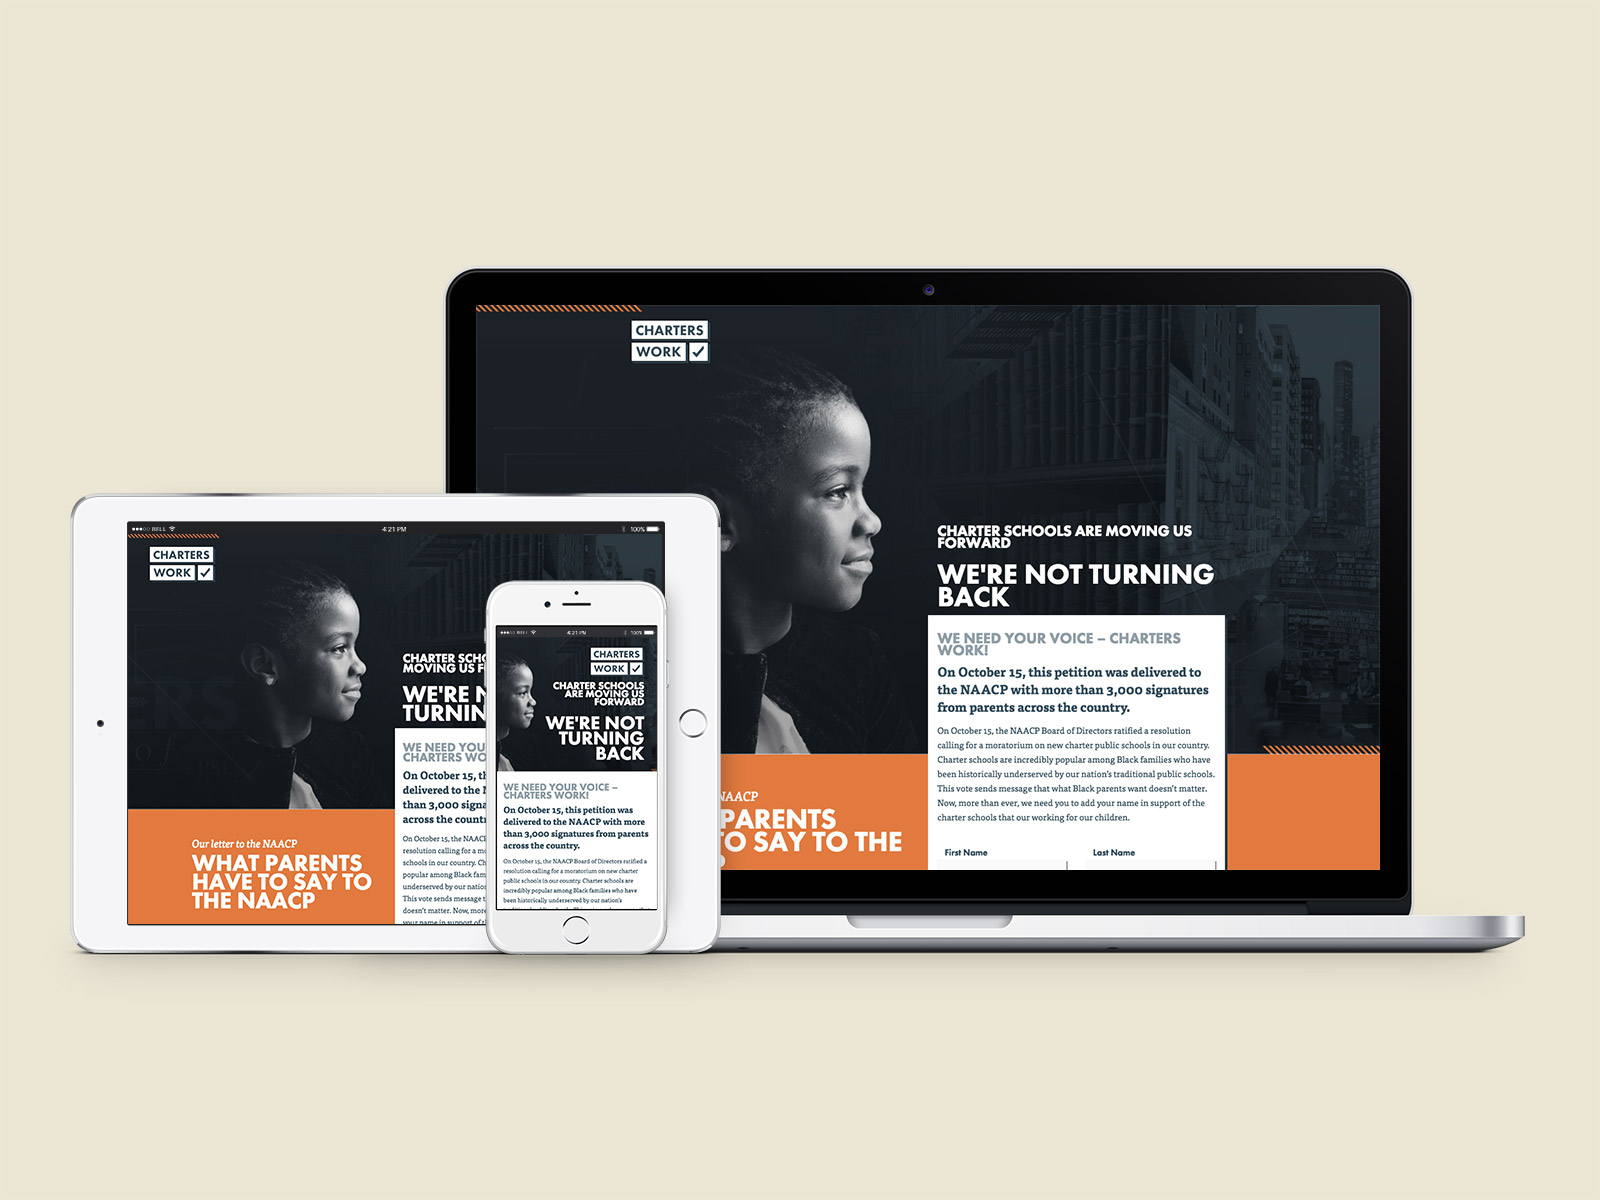 CHARTERS
WORK
CHARTER SCHOOLS ARE MOVING US
FORWARD
WE'RE NOT TURNING
BACK
WE NEED YOUR VOICE – CHARTERS
WORK!
On October 15, this petition was delivered to
the NAACP with more than 3,000 signatures
from parents across the country.
On October 15, the NAACP Board of Directors ratified a resolution
calling for a moratorium on new charter public schools in our country.
Charter schools are incredibly popular among Black families who have
been historically underserved by our nation's traditional public schools.
This vote sends message that what Black parents want doesn't matter.
Now, more than ever, we need you to add your name in support of the
charter schools that our working for our children.
First Name Last Name
NAACP
PARENTS
TO SAY TO THE
BELL 4:21 PM 100%
CHARTERS
WORK
CHARTER SCHO
MOVING US F
WE'RE N
TURNIN
WE NEED YOU
CHARTERS WO
On October 15, th
delivered to the N
than 3,000 signa
across the count
On October 15, the NAACP
resolution calling for a mo
schools in our country. Ch
popular among Black fam
underserved by our nation
This vote sends message t
doesn't matter. Now, more
your name in support of th
Our letter to the NAACP
WHAT PARENTS
HAVE TO SAY TO
THE NAACP
BELL 4:21 PM 100%
CHARTERS
WORK
CHARTER SCHOOLS
ARE MOVING US
FORWARD
WE'RE NOT
TURNING
BACK
WE NEED YOUR VOICE –
CHARTERS WORK!
On October 15, this petition was
delivered to the NAACP with more
than 3,000 signatures from parents
across the country.
On October 15, the NAACP Board of Directors ratified a
resolution calling for a moratorium on new charter
public schools in our country. Charter schools are
incredibly popular among Black families who have
been historically underserved by our nation's